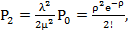 P₂ = λ²/2μ² P₀ = ρ²e⁻ᵖ/2!,